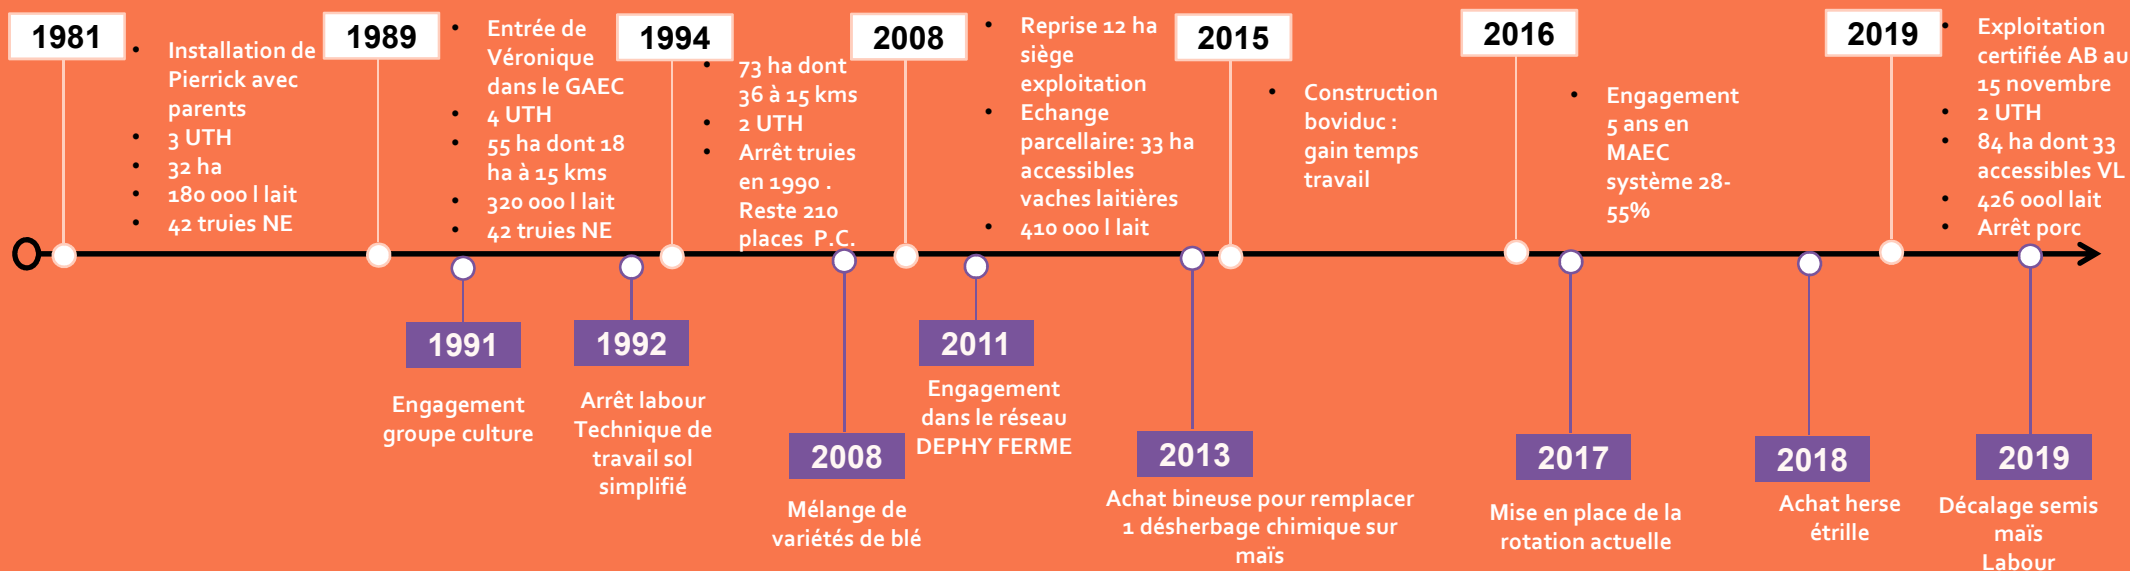 1981
Installation de
Pierrick avec
parents
3 UTH
32 ha
180 000 l lait
42 truies NE
1989
Entrée de
Véronique
dans le GAEC
4 UTH
55 ha dont 18
ha à 15 kms
320 000 l lait
42 truies NE
1994
73 ha dont
36 à 15 kms
2 UTH
Arrêt truies
en 1990 .
Reste 210
places P.C.
2008
Reprise 12 ha
siège
exploitation
Echange
parcellaire: 33 ha
accessibles
vaches laitières
410 000 l lait
2015
Construction
boviduc :
gain temps
travail
2016
Engagement
5 ans en
MAEC
système 28-
55%
2019
Exploitation
certifiée AB au
15 novembre
2 UTH
84 ha dont 33
accessibles VL
426 000l lait
Arrêt porc
1991
Engagement
groupe culture
1992
Arrêt labour
Technique de
travail sol
simplifié
2008
Mélange de
variétés de blé
2011
Engagement
dans le réseau
DEPHY FERME
2013
Achat bineuse pour remplacer
1 désherbage chimique sur
maïs
2017
Mise en place de la
rotation actuelle
2018
Achat herse
étrille
2019
Décalage semis
maïs
Labour